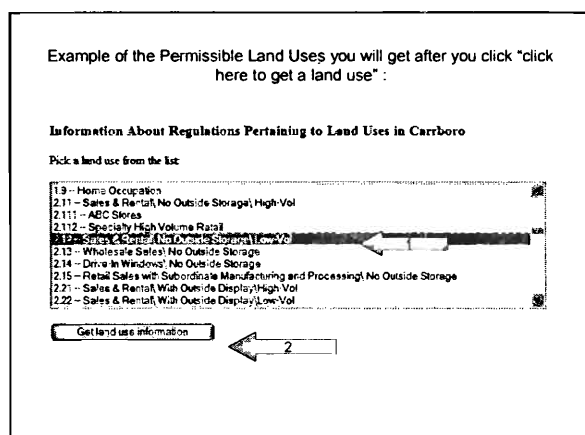 Example of the Permissible Land Uses you will get after you click “click
here to get a land use” :
Information About Regulations Pertaining to Land Uses in Carrboro
Pick a land use from the list:
1.9 -- Home Occupation
2.11 -- Sales & Rental\ No Outside Storage\ High-Vol
2.111 -- ABC Stores
2.112 -- Specialty High Volume Retail
2.12 -- Sales & Rental\ No Outside Storage\ Low-Vol
2.13 -- Wholesale Sales\ No Outside Storage
2.14 -- Drive-In Windows\ No Outside Storage
2.15 -- Retail Sales with Subordinate Manufacturing and Processing\ No Outside Storage
2.21 -- Sales & Rental\ With Outside Display\High-Vol
2.22 -- Sales & Rental\ With Outside Display\Low-Vol
Get land use information
2